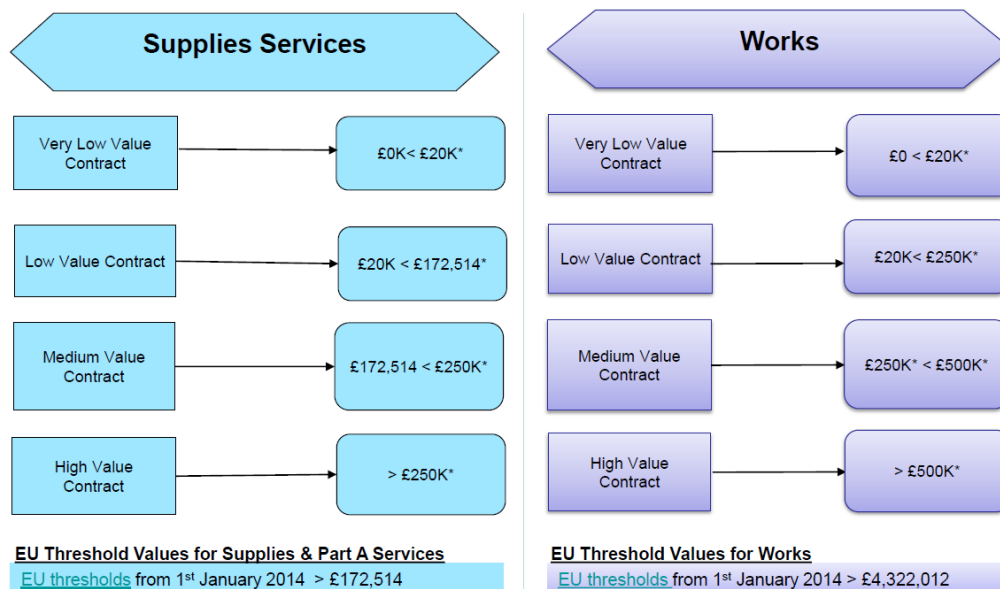 Supplies Services
Very Low Value
Contract
£0K< £20K*
Low Value Contract
£20K < £172,514*
Medium Value
Contract
£172,514 < £250K*
High Value
Contract
> £250K*
EU Threshold Values for Supplies & Part A Services
EU thresholds from 1st January 2014 > £172,514
Works
Very Low Value
Contract
£0 < £20K*
Low Value Contract
£20K< £250K*
Medium Value
Contract
£250K* < £500K*
High Value
Contract
> £500K*
EU Threshold Values for Works
EU thresholds from 1st January 2014 > £4,322,012